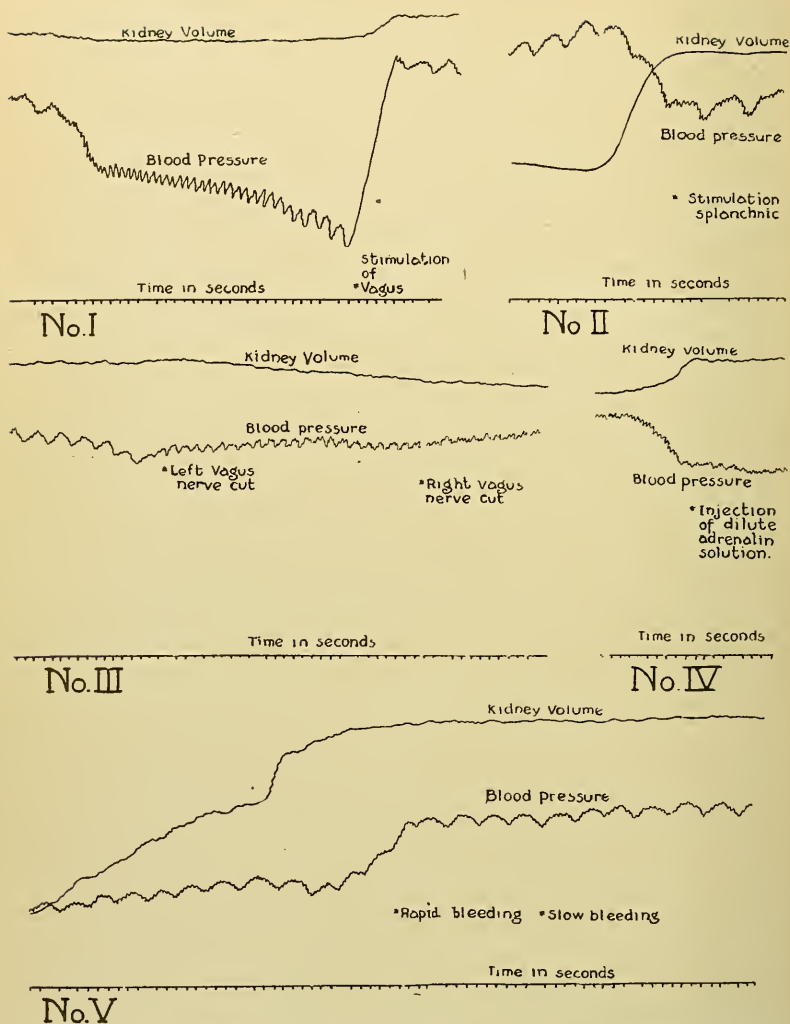 Kidney Volume
Blood Pressure
Stimulation
of
*Vagus
Time in seconds
No.I
Kidney Volume
Blood pressure
* Stimulation
splanchnic
Time in seconds
No II
Kidney Volume
Blood pressure
*Left Vagus
nerve cut
*Right vagus
nerve cut
Time in seconds
No.III
Kidney volume
Blood pressure
*Injection
of dilute
adrenalin
solution.
Time in seconds
No.IV
Kidney Volume
Blood pressure
*Rapid bleeding *Slow bleeding
Time in seconds
No.V